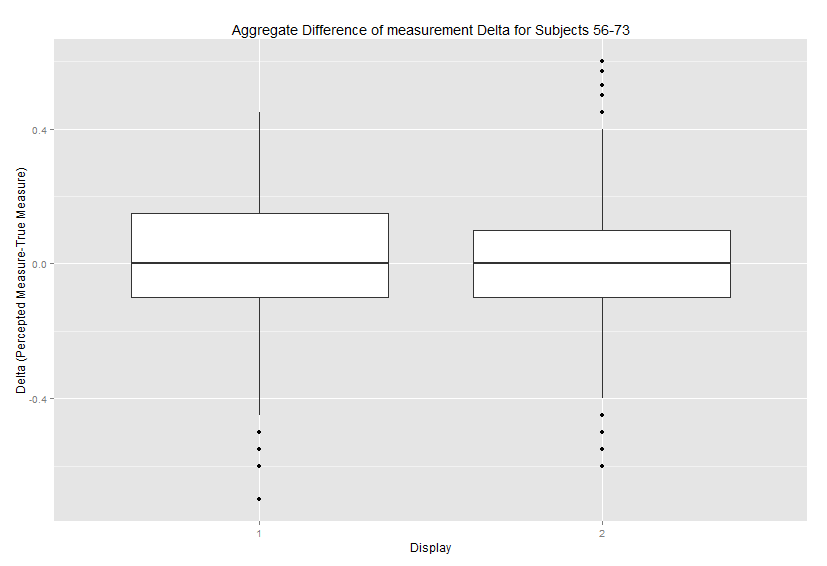 Aggregate Difference of measurement Delta for Subjects 56-73
Delta (Percepted Measure-True Measure)
0.4
0.0
-0.4
1
2
Display